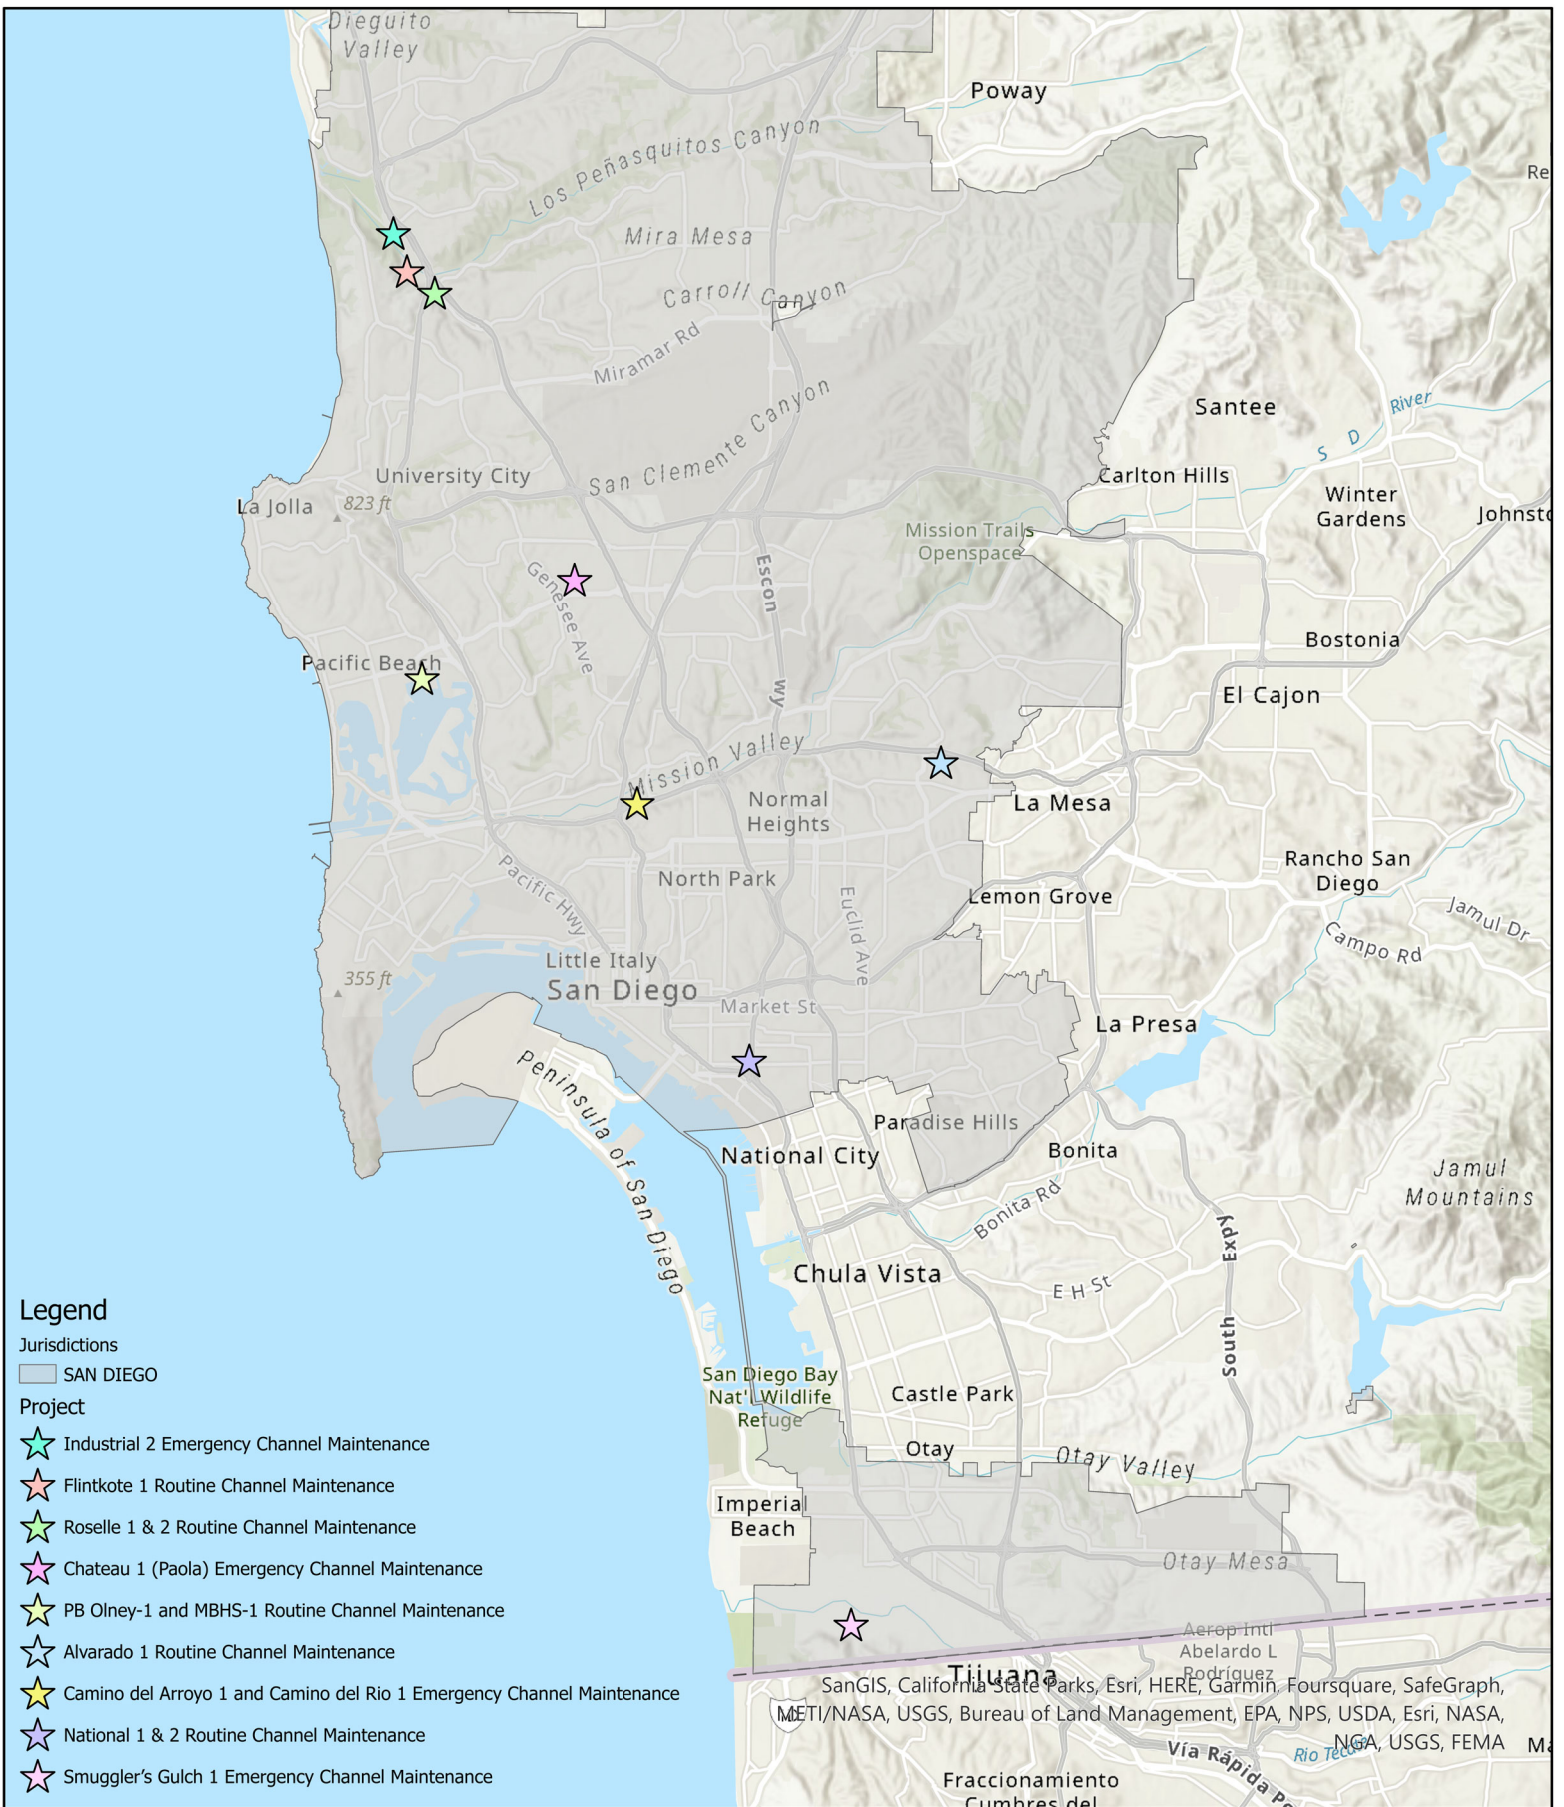 Dieguito
Valley
Poway
Los Peñasquitos Canyon
Mira Mesa
Carroll Canyon
Miramar Rd
San Clemente Canyon
Santee
S D River
University City
Carlton Hills
La Jolla
823 ft
Winter
Gardens
Mission Trails
Openspace
Escon
wy
Genesee Ave
Bostonia
Pacific Beach
El Cajon
Mission Valley
Normal
Heights
La Mesa
Pacific Hwy
North Park
Euclid Ave
Rancho San
Diego
Lemon Grove
Jamul Dr
Campo Rd
Little Italy
San Diego
355 ft
Market St
La Presa
Peninsula of San Diego
Paradise Hills
National City
Bonita
Jamul
Mountains
Bonita Rd
South Expy
Chula Vista
E H St
San Diego Bay
Nat'l Wildlife
Refuge
Castle Park
Otay
Otay Valley
Imperial
Beach
Otay Mesa
Aerop Intl
Abelardo L
Rodríguez
Tijuana
Vía Rápida
Rio Tecate
Fraccionamiento
Cumbres del
Legend
Jurisdictions
SAN DIEGO
Project
Industrial 2 Emergency Channel Maintenance
Flintkote 1 Routine Channel Maintenance
Roselle 1 & 2 Routine Channel Maintenance
Chateau 1 (Paola) Emergency Channel Maintenance
PB Olney-1 and MBHS-1 Routine Channel Maintenance
Alvarado 1 Routine Channel Maintenance
Camino del Arroyo 1 and Camino del Rio 1 Emergency Channel Maintenance
National 1 & 2 Routine Channel Maintenance
Smuggler's Gulch 1 Emergency Channel Maintenance
SanGIS, California State Parks, Esri, HERE, Garmin, Foursquare, SafeGraph,
METI/NASA, USGS, Bureau of Land Management, EPA, NPS, USDA, Esri, NASA,
NGA, USGS, FEMA